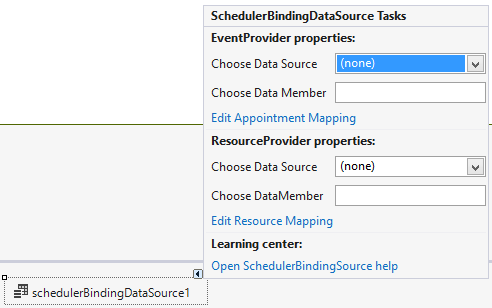 SchedulerBindingDataSource Tasks
EventProvider properties:
Choose Data Source (none)
Choose Data Member
Edit Appointment Mapping
ResourceProvider properties:
Choose Data Source (none)
Choose DataMember
Edit Resource Mapping
Learning center:
Open SchedulerBindingSource help
schedulerBindingDataSource1